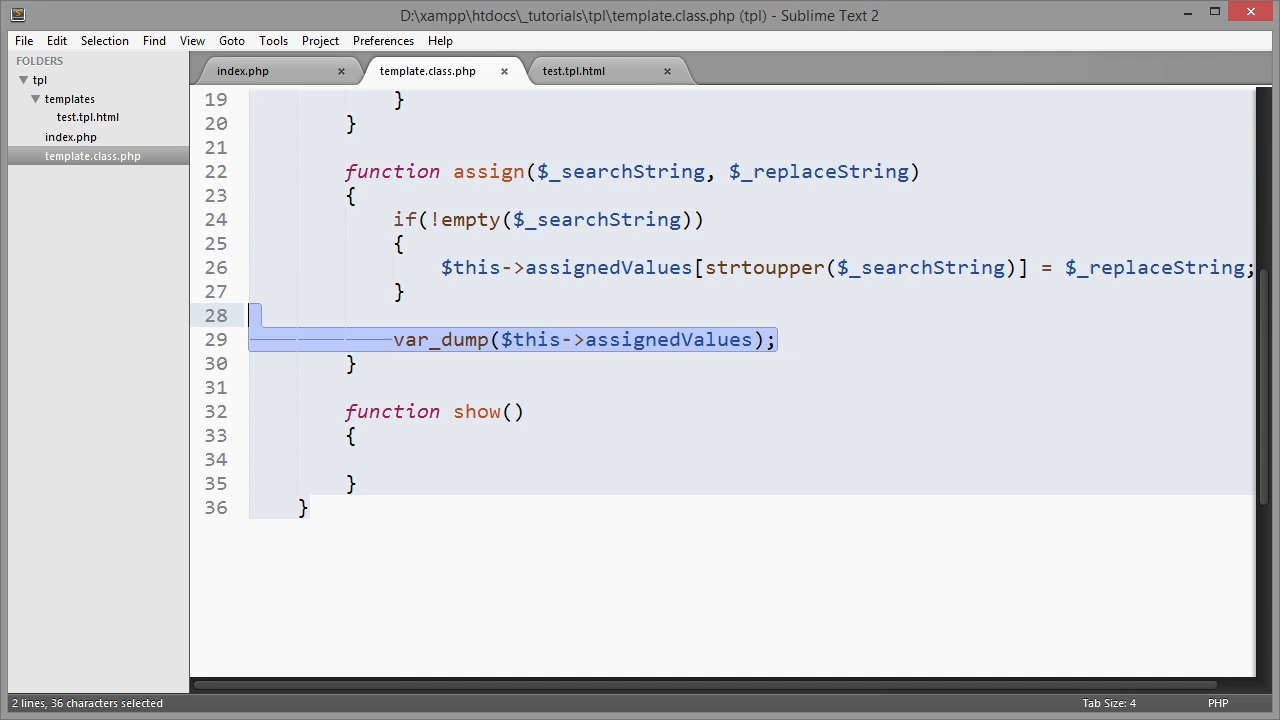 D:\xampp\htdocs\_tutorials\tpl\template.class.php (tpl) - Sublime Text 2
File Edit Selection Find View Goto Tools Project Preferences Help
FOLDERS
tpl
templates
test.tpl.html
index.php
template.class.php
index.php × template.class.php × test.tpl.html ×
19 }
20 }
21
22 function assign($_searchString, $_replaceString)
23 {
24 if(!empty($_searchString))
25 {
26 $this->assignedValues[strtoupper($_searchString)] = $_replaceString;
27 }
28
29 var_dump($this->assignedValues);
30 }
31
32 function show()
33 {
34
35 }
36 }
2 lines, 36 characters selected Tab Size: 4 PHP